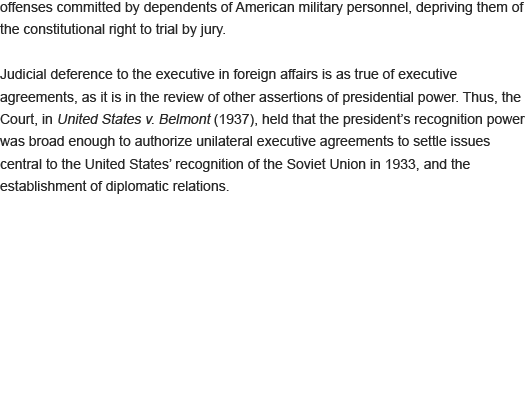 offenses committed by dependents of American military personnel, depriving them of
the constitutional right to trial by jury.
Judicial deference to the executive in foreign affairs is as true of executive
agreements, as it is in the review of other assertions of presidential power. Thus, the
Court, in United States v. Belmont (1937), held that the president’s recognition power
was broad enough to authorize unilateral executive agreements to settle issues
central to the United States’ recognition of the Soviet Union in 1933, and the
establishment of diplomatic relations.